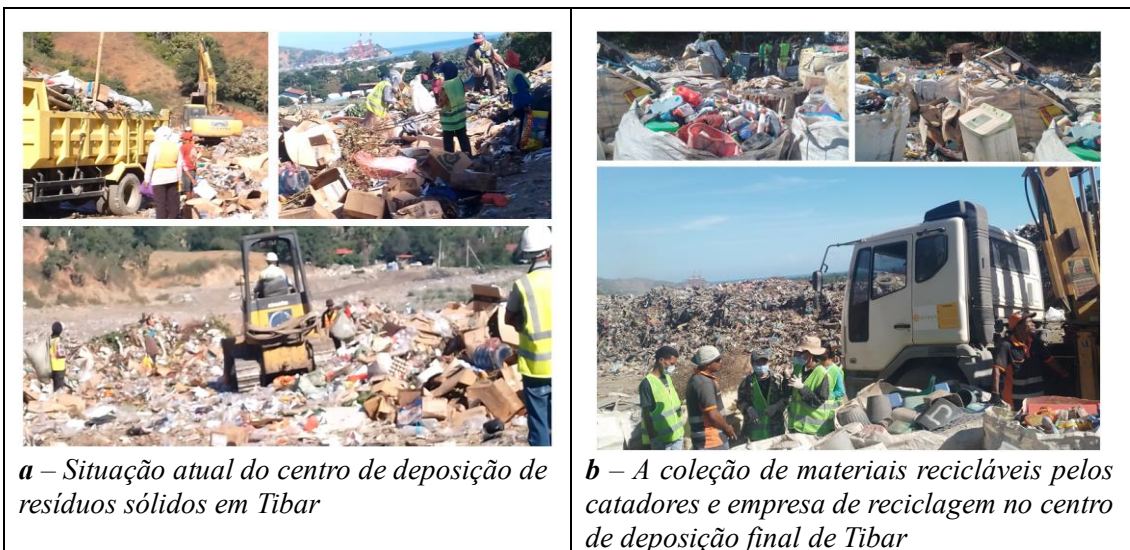 a – Situação atual do centro de deposição de
resíduos sólidos em Tibar
b – A coleção de materiais recicláveis pelos
catadores e empresa de reciclagem no centro
de deposição final de Tibar